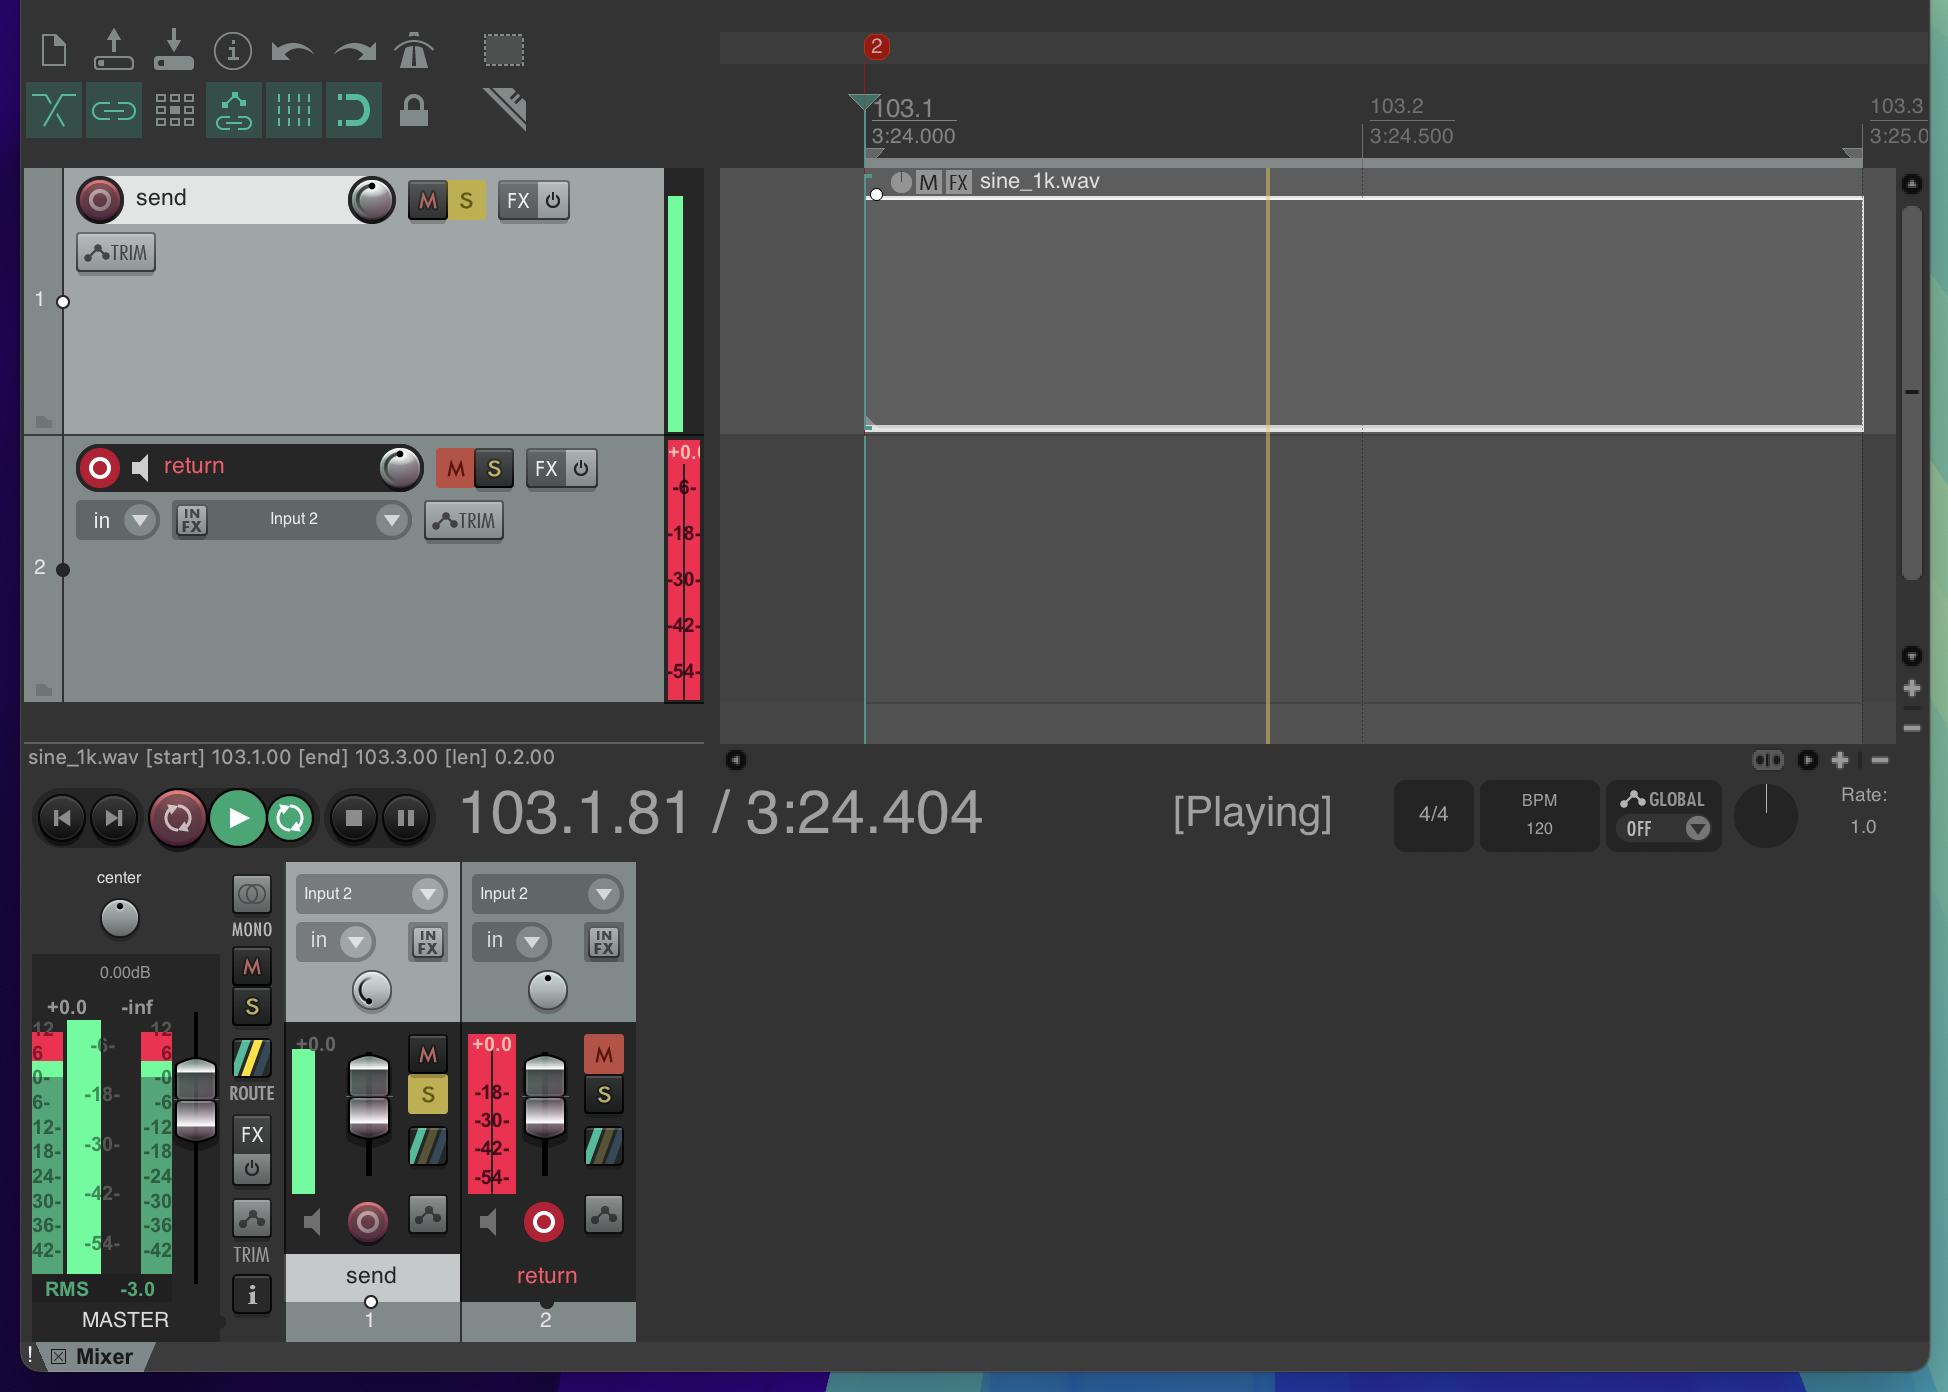 2
103.1
3:24.000
103.2
3:24.500
103.3
3:25.0
send
M
S
FX
TRIM
M FX sine_1k.wav
1
return
M
S
FX
in
IN
FX
Input 2
TRIM
2
+0.
-6-
-18-
-30-
-42-
-54-
sine_1k.wav [start] 103.1.00 [end] 103.3.00 [len] 0.2.00
103.1.81 / 3:24.404
[Playing]
4/4
BPM
120
GLOBAL
OFF
Rate:
1.0
center
0.00dB
+0.0 -inf
12 12
6 -6- 6
0- -0
6- -18- -6
12- -12
18- -30- -18
24- -24
30- -42- -30
36- -36
42- -54- -42
RMS -3.0
MASTER
MONO
M
S
ROUTE
FX
TRIM
i
Input 2
in
IN
FX
+0.0
M
S
send
1
Input 2
in
IN
FX
+0.0
-18-
-30-
-42-
-54-
M
S
return
2
! Mixer